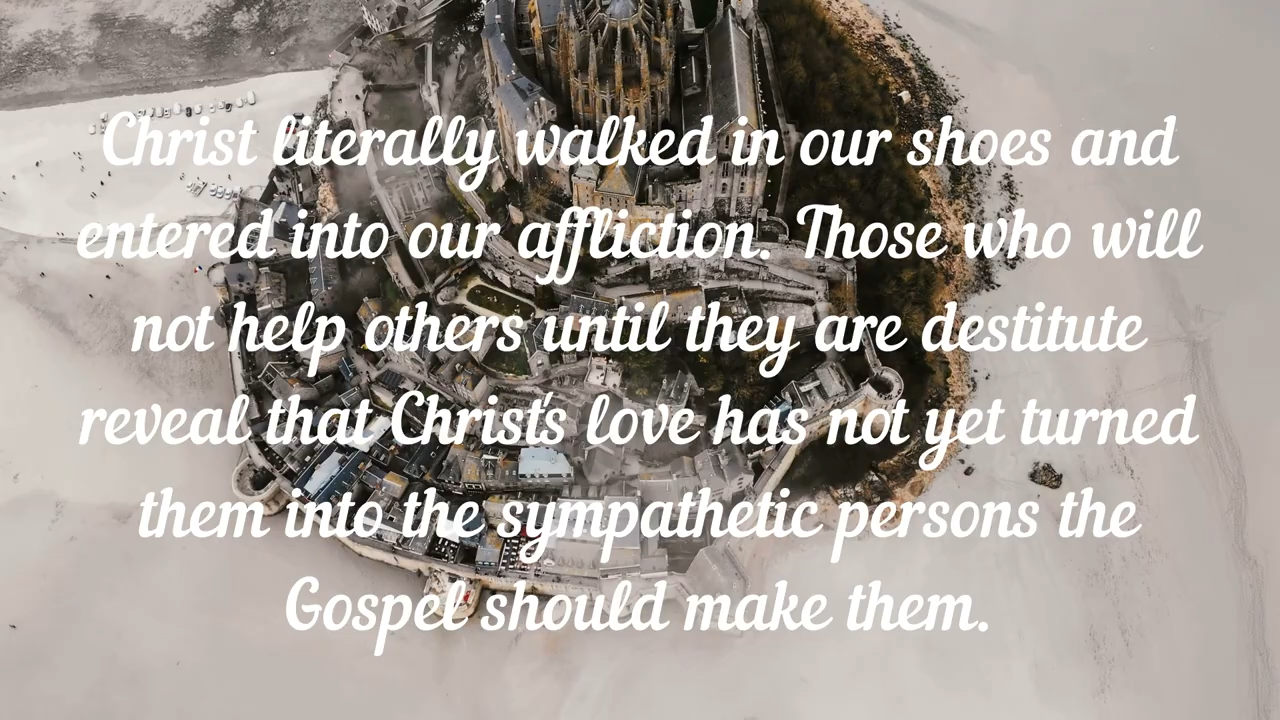 Christ literally walked in our shoes and
entered into our affliction. Those who will
not help others until they are destitute
reveal that Christ's love has not yet turned
them into the sympathetic persons the
Gospel should make them.